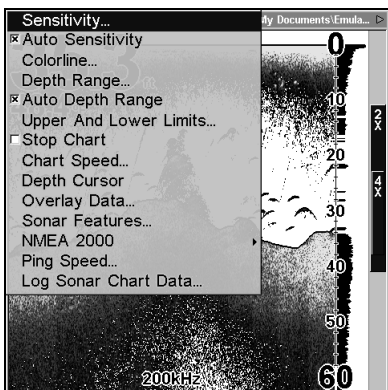 Sensitivity...
My Documents\Emula...
Auto Sensitivity
Colorline...
Depth Range...
Auto Depth Range
Upper And Lower Limits...
Stop Chart
Chart Speed...
Depth Cursor
Overlay Data...
Sonar Features...
NMEA 2000
Ping Speed...
Log Sonar Chart Data...
0
10
20
30
40
50
60
2X
4X
200kHz